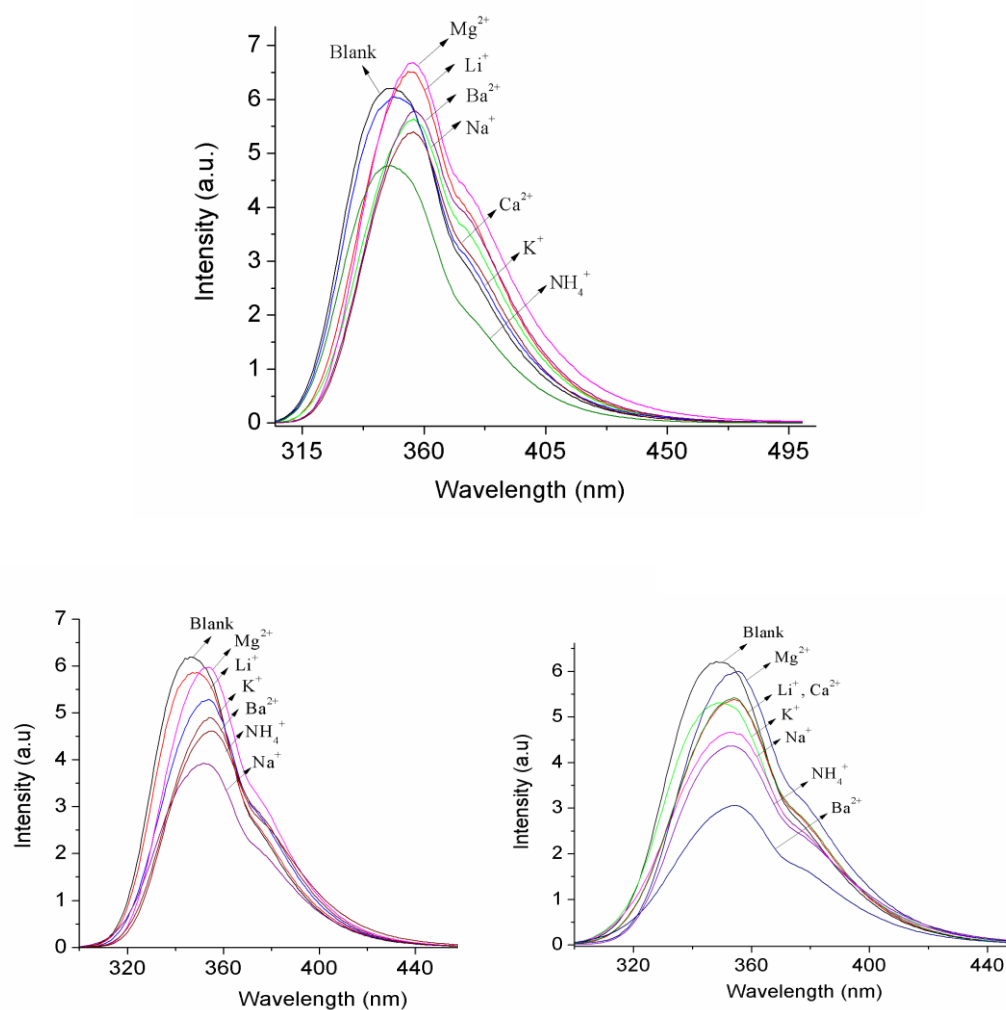 7
6
5
4
3
2
1
0
Intensity (a.u.)
Blank
Mg²⁺
Li⁺
Ba²⁺
Na⁺
Ca²⁺
K⁺
NH₄⁺
315 360 405 450 495
Wavelength (nm)
7
6
5
4
3
2
1
0
Intensity (a.u)
Blank
Mg²⁺
Li⁺
K⁺
Ba²⁺
NH₄⁺
Na⁺
320 360 400 440
Wavelength (nm)
6
5
4
3
2
1
0
Intensity (a.u)
Blank
Mg²⁺
Li⁺, Ca²⁺
K⁺
Na⁺
NH₄⁺
Ba²⁺
320 360 400 440
Wavelength (nm)